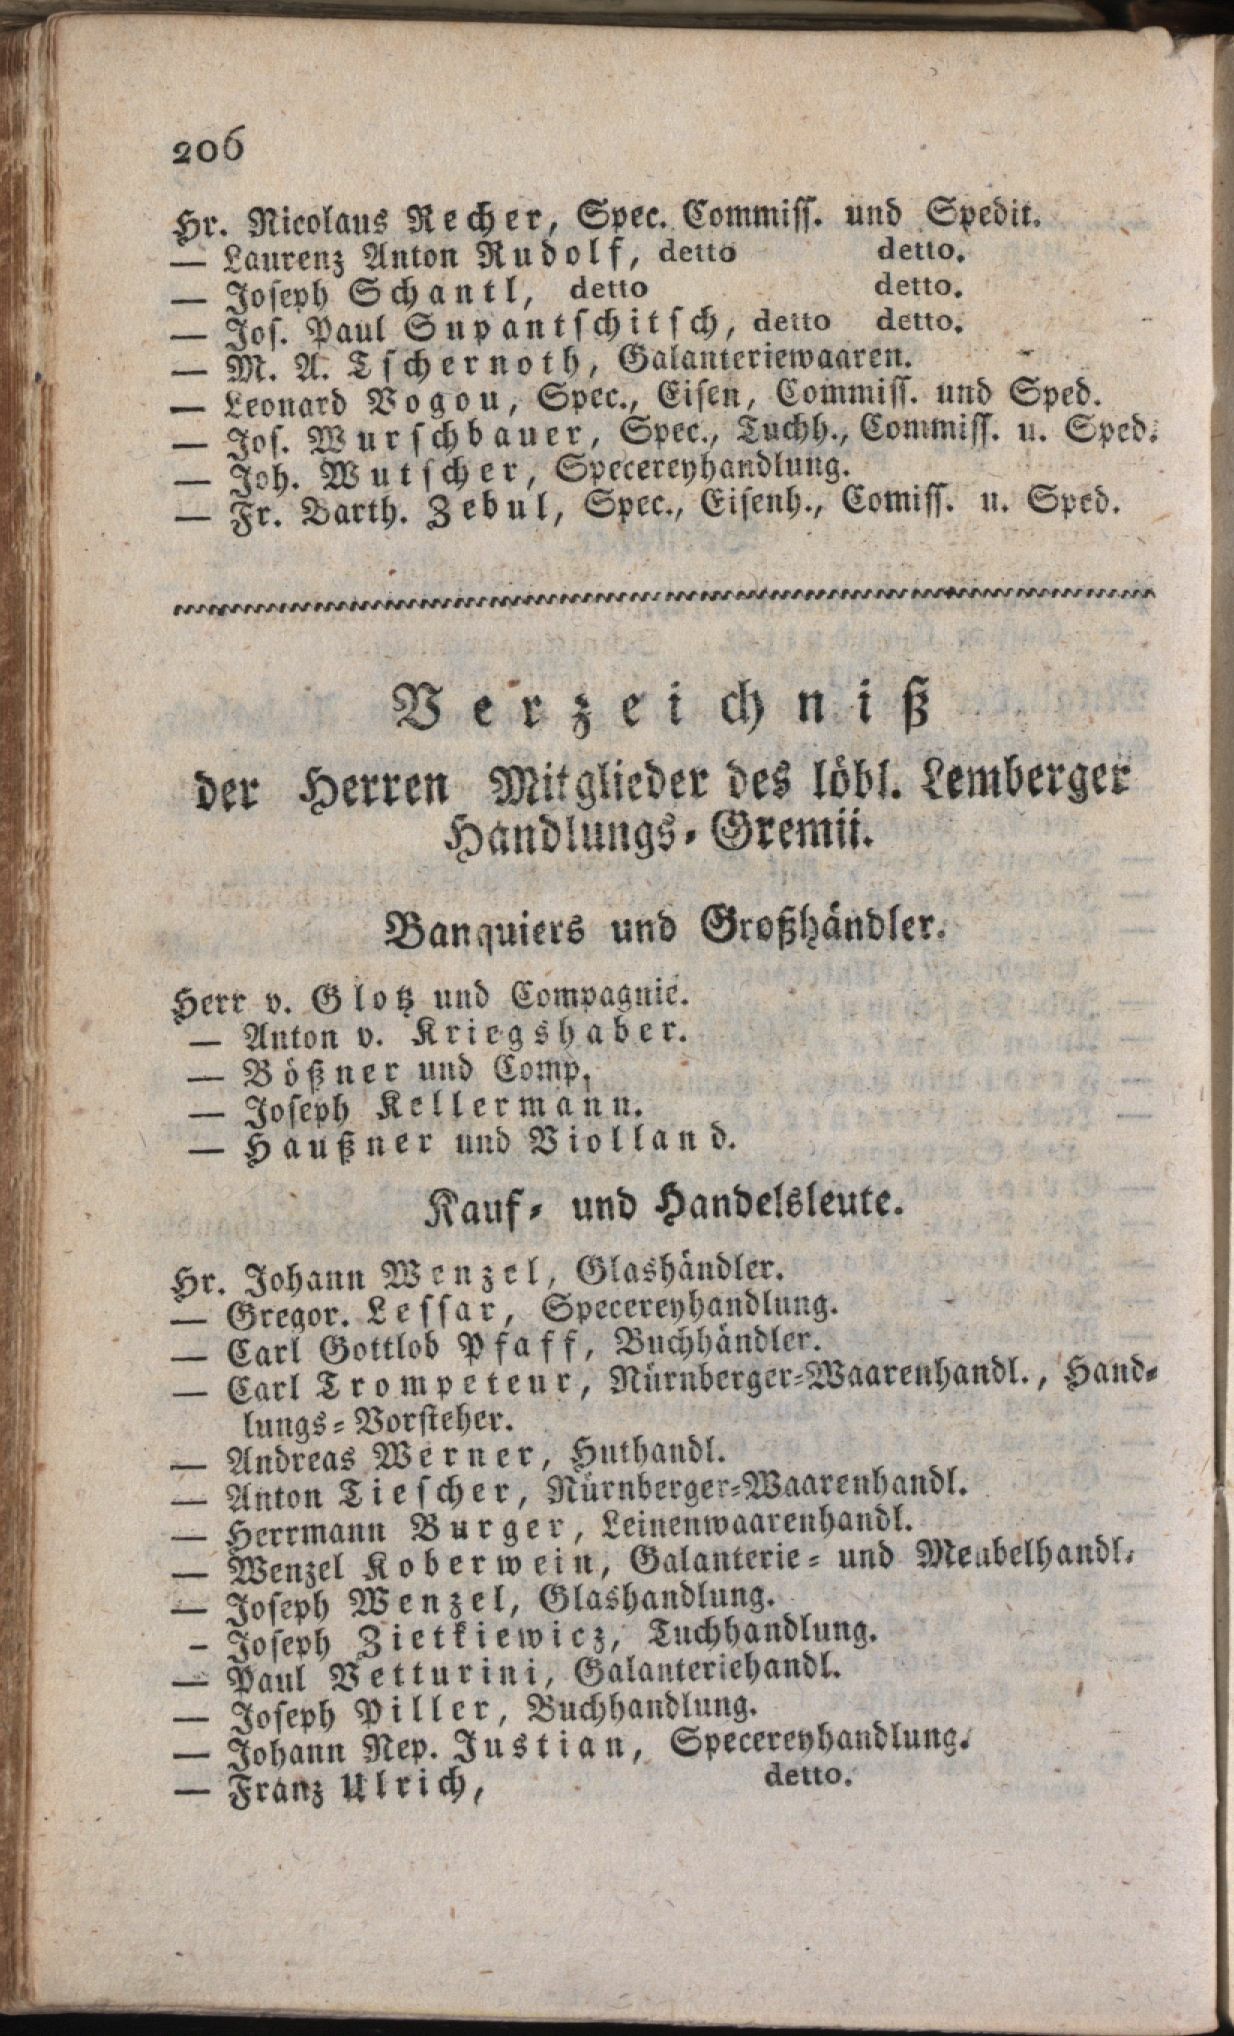 206
Hr. Nicolaus Recher, Spec. Commiss. und Spedit.
— Laurenz Anton Rudolf, detto detto.
— Joseph Schantl, detto detto.
— Jos. Paul Supantschitsch, detto detto.
— M. A. Tschernoth, Galanteriewaaren.
— Leonard Vogou, Spec., Eisen, Commiss. und Sped.
— Jos. Wurschbauer, Spec., Tuchh., Commiss. u. Sped.
— Joh. Wutscher, Specereyhandlung.
— Fr. Barth. Zebul, Spec., Eisenh., Comiss. u. Sped.
Verzeichniß
der Herren Mitglieder des löbl. Lemberger
Handlungs-Gremii.
Banquiers und Großhändler.
Herr v. Glotz und Compagnie.
— Anton v. Kriegshaber.
— Bößner und Comp.
— Joseph Kellermann.
— Haußner und Violland.
Kauf- und Handelsleute.
Hr. Johann Wenzel, Glashändler.
— Gregor. Lessar, Specereyhandlung.
— Carl Gottlob Pfaff, Buchhändler.
— Carl Trompeteur, Nürnberger-Waarenhandl., Hand-
lungs-Vorsteher.
— Andreas Werner, Huthandl.
— Anton Tiescher, Nürnberger-Waarenhandl.
— Herrmann Burger, Leinenwaarenhandl.
— Wenzel Koberwein, Galanterie- und Meubelhandl.
— Joseph Wenzel, Glashandlung.
– Joseph Zietkiewicz, Tuchhandlung.
— Paul Vetturini, Galanteriehandl.
— Joseph Piller, Buchhandlung.
— Johann Nep. Justian, Specereyhandlung.
— Franz Ulrich, detto.